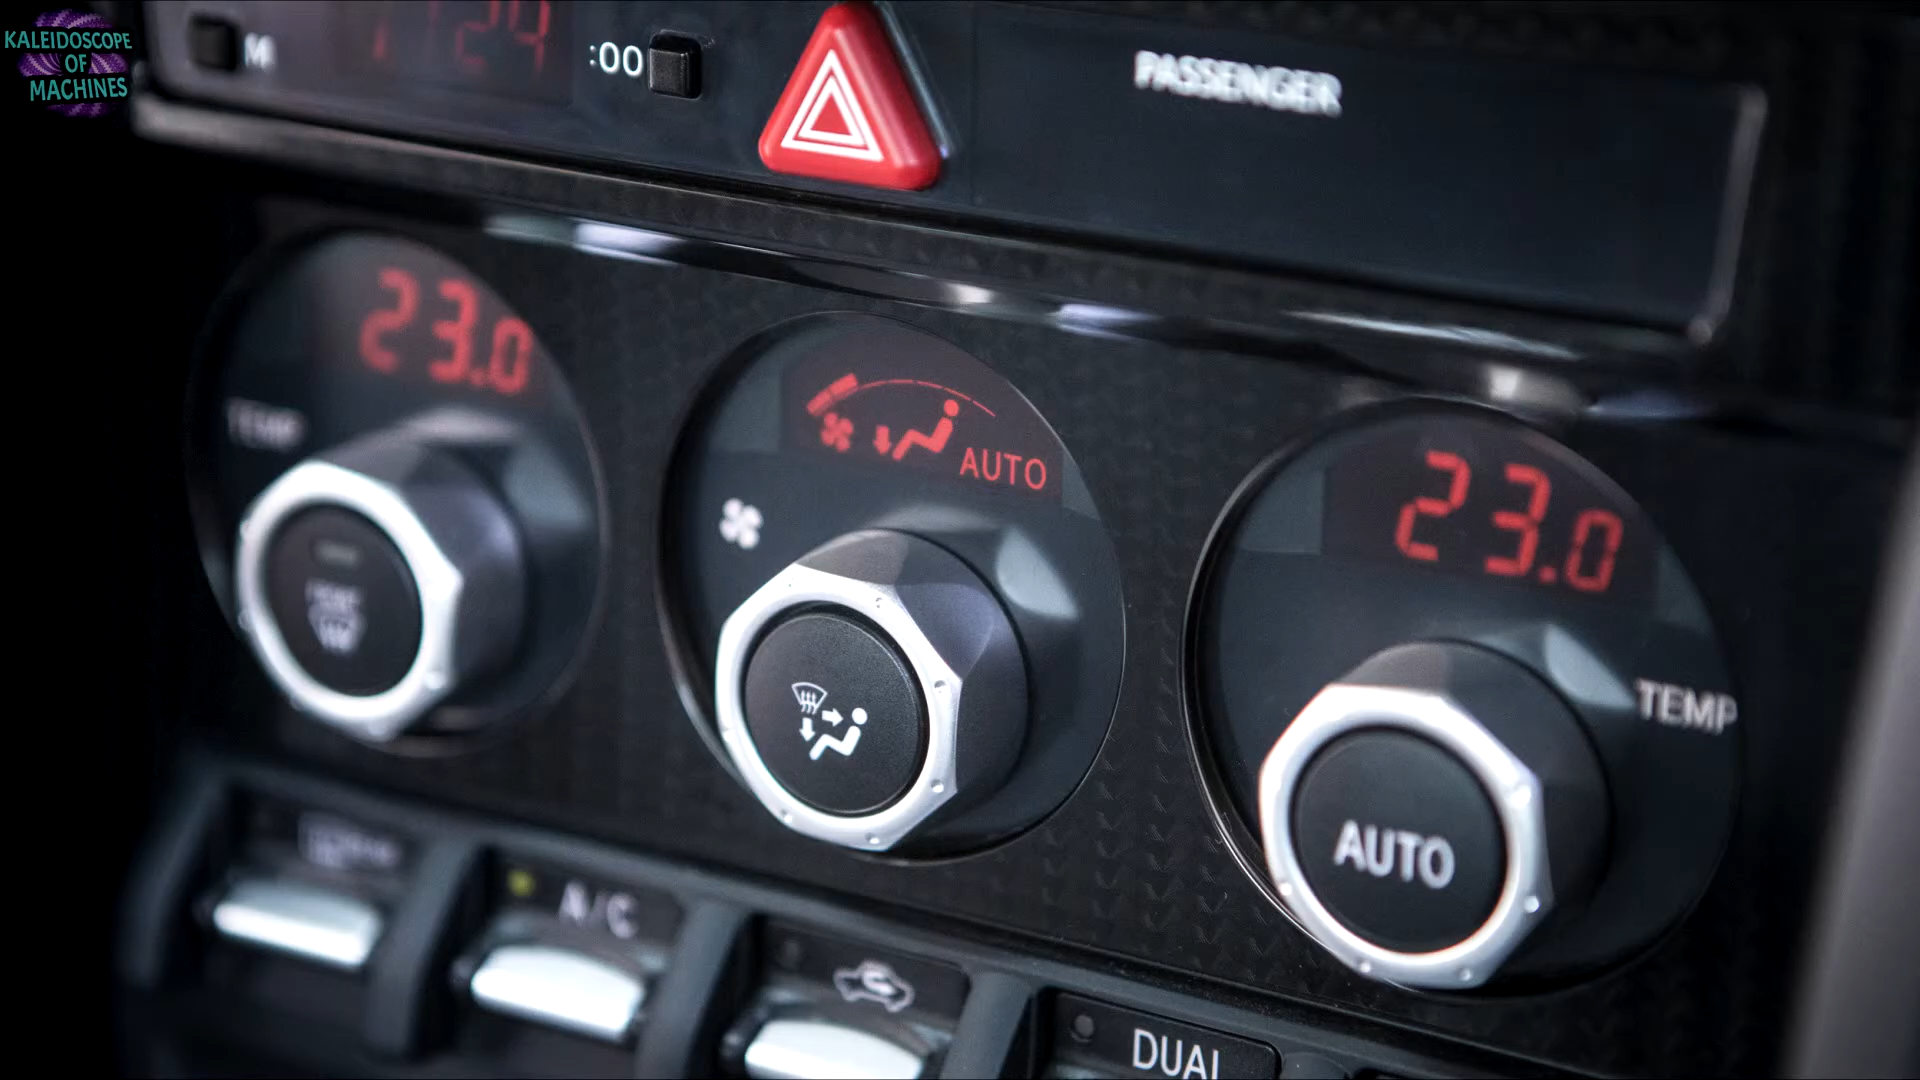 KALEIDOSCOPE
OF
MACHINES
M
:00
PASSENGER
23.0
TEMP
AUTO
23.0
TEMP
AUTO
A/C
DUAL